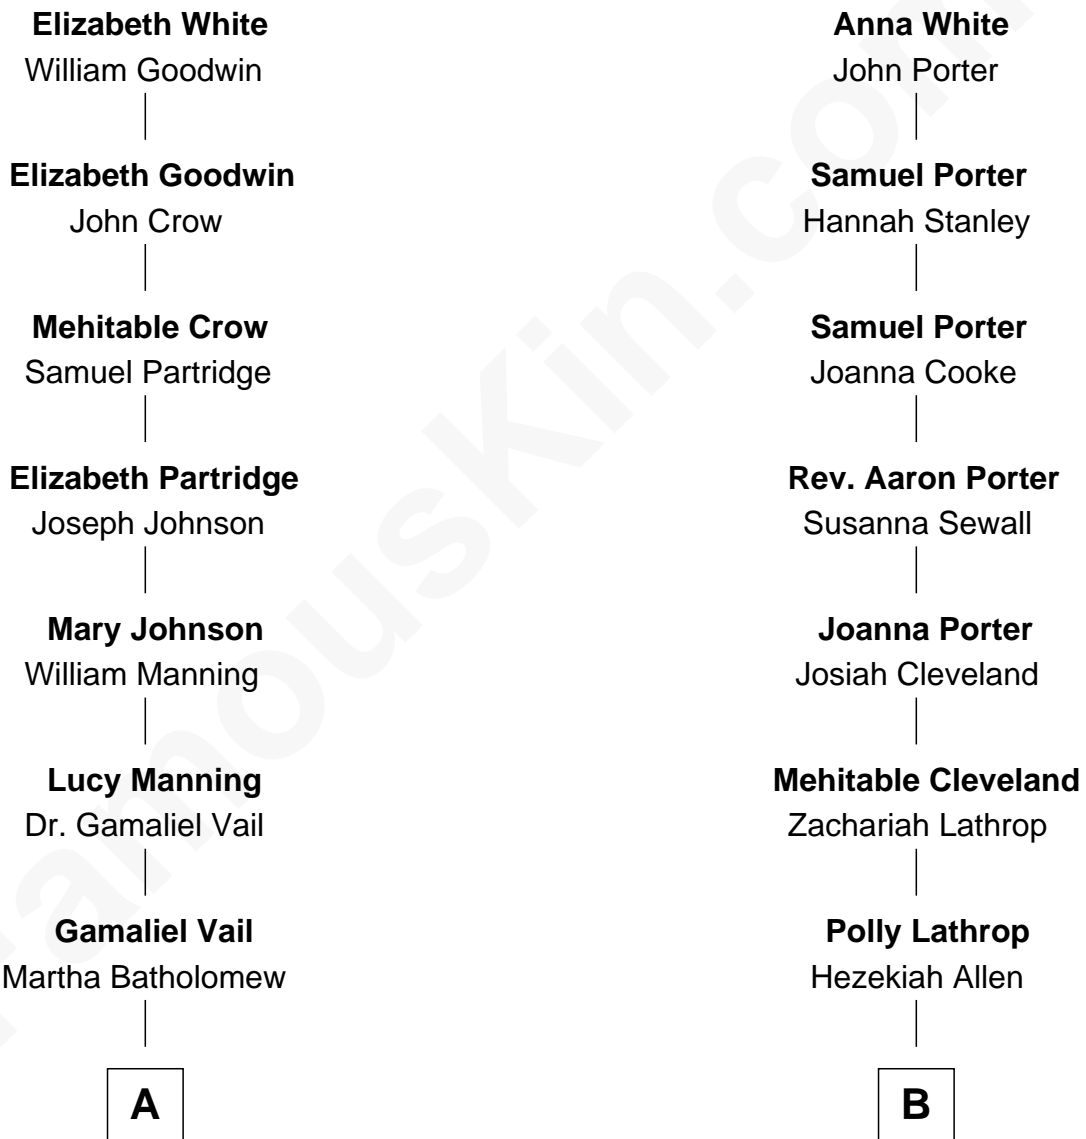 Elizabeth White
William Goodwin
Elizabeth Goodwin
John Crow
Mehitable Crow
Samuel Partridge
Elizabeth Partridge
Joseph Johnson
Mary Johnson
William Manning
Lucy Manning
Dr. Gamaliel Vail
Gamaliel Vail
Martha Batholomew
A
Anna White
John Porter
Samuel Porter
Hannah Stanley
Samuel Porter
Joanna Cooke
Rev. Aaron Porter
Susanna Sewall
Joanna Porter
Josiah Cleveland
Mehitable Cleveland
Zachariah Lathrop
Polly Lathrop
Hezekiah Allen
B
FamousKin.com